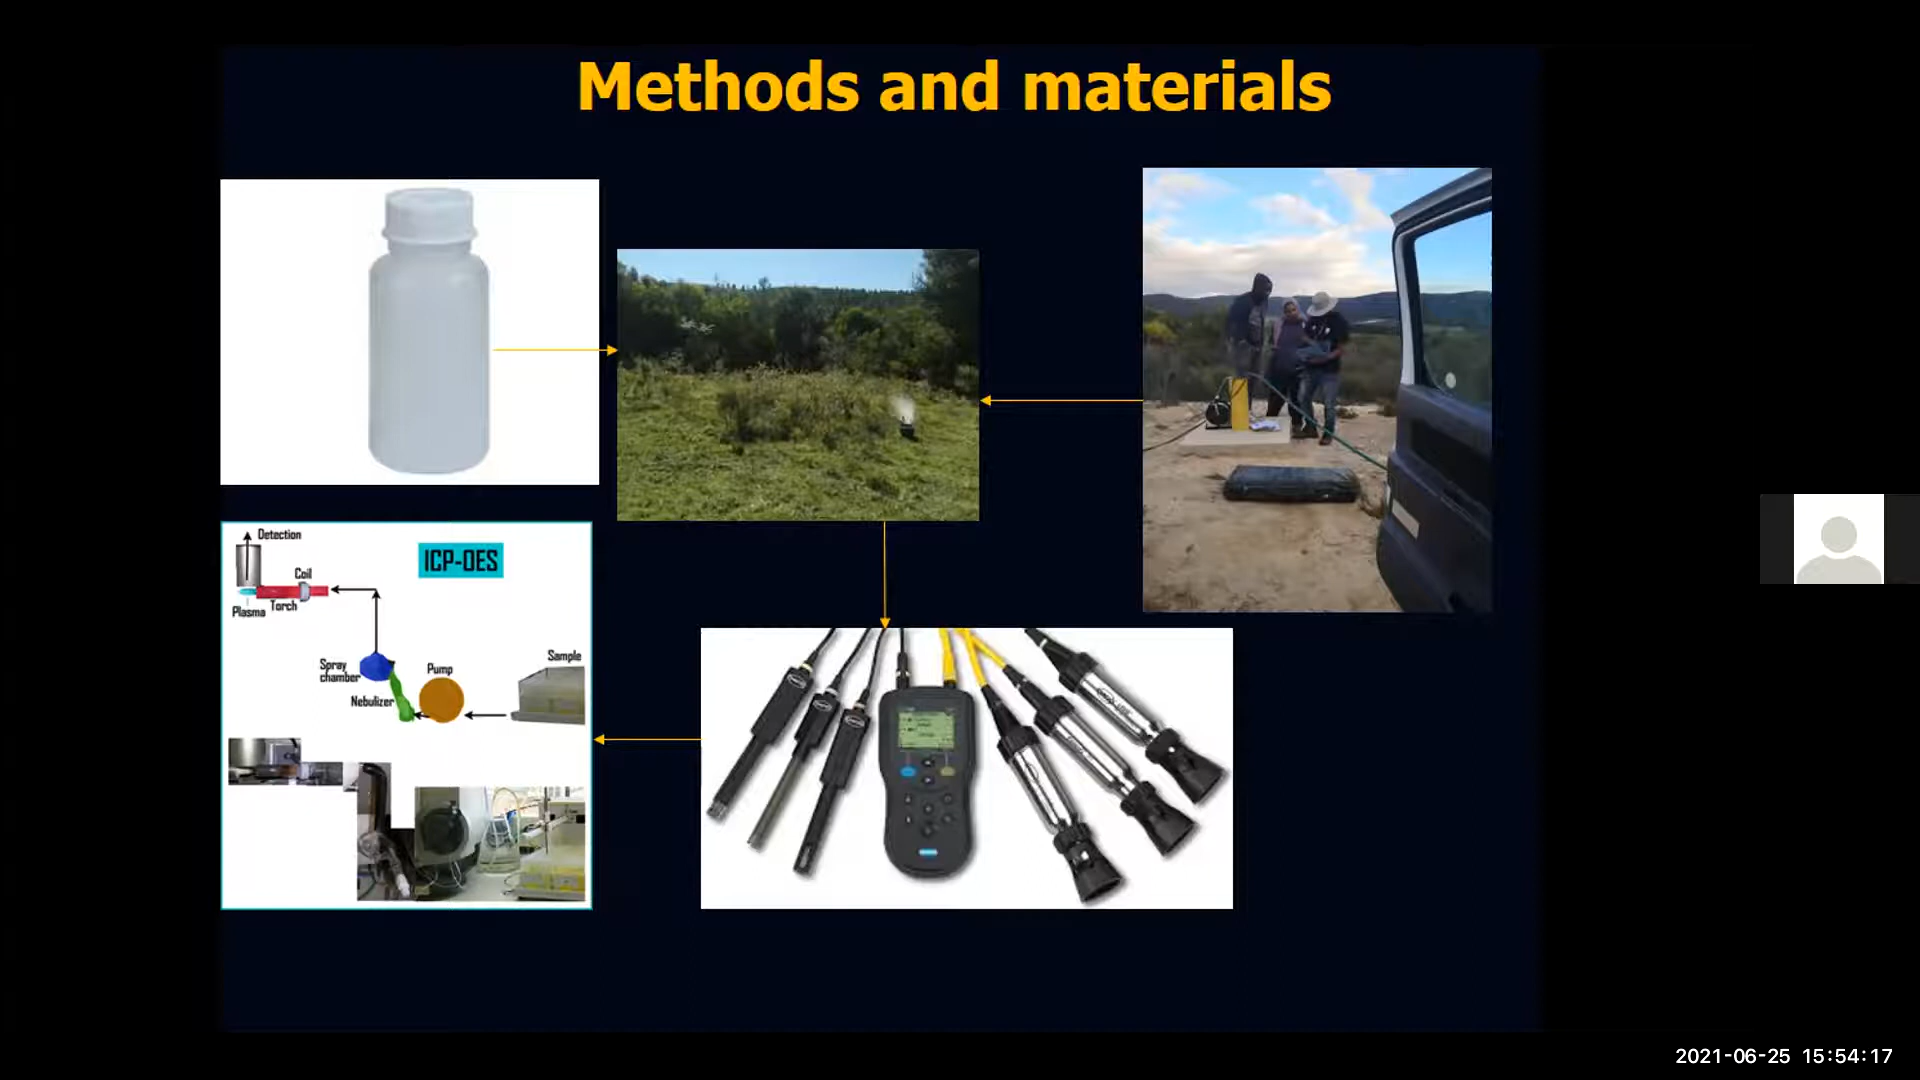 Methods and materials
Detection
ICP-OES
Coil
Plasma
Torch
Spray
chamber
Pump
Sample
Nebulizer
2021-06-25 15:54:17